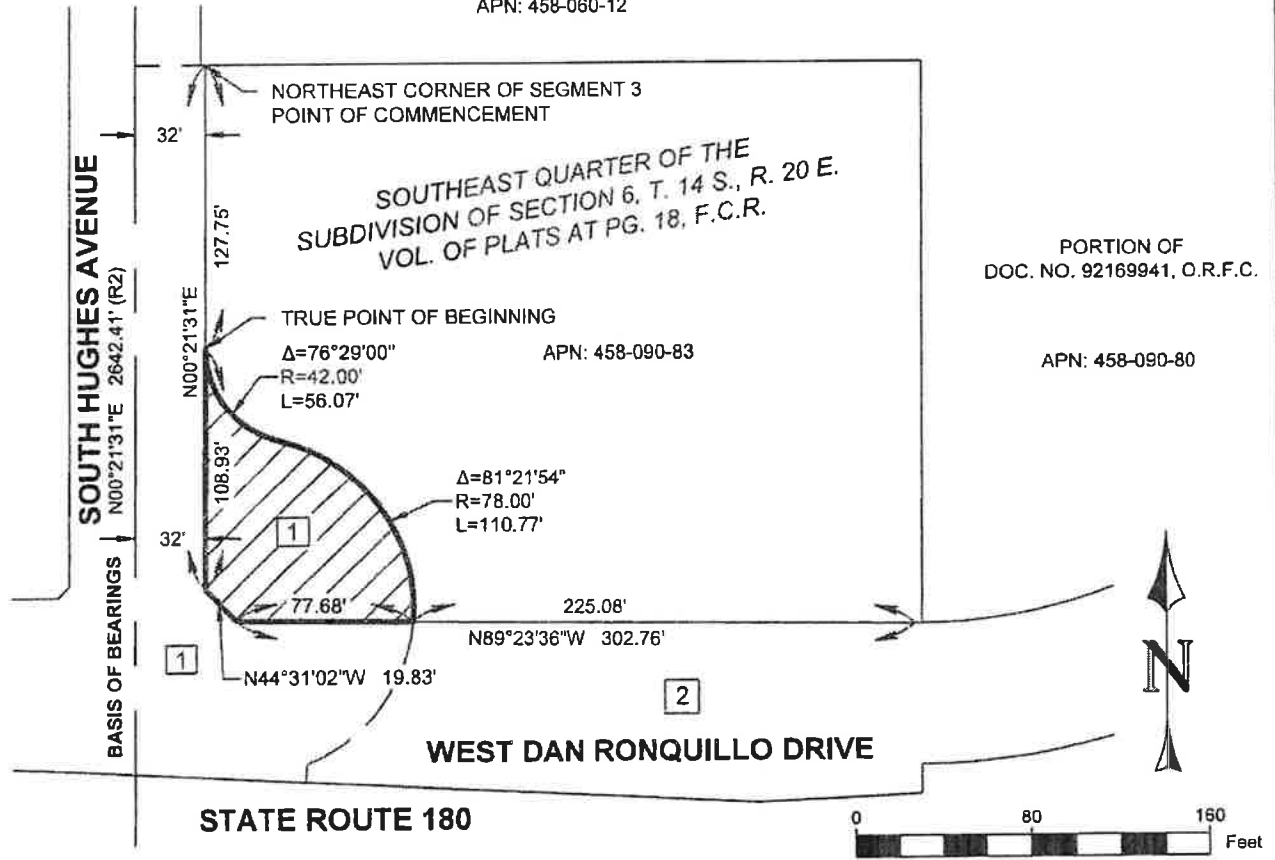 APN: 458-060-12
NORTHEAST CORNER OF SEGMENT 3
POINT OF COMMENCEMENT
32'
SOUTHEAST QUARTER OF THE
SUBDIVISION OF SECTION 6, T. 14 S., R. 20 E.
VOL. OF PLATS AT PG. 18, F.C.R.
127.75'
SOUTH HUGHES AVENUE
N00°21'31"E 2642.41' (R2)
PORTION OF
DOC. NO. 92169941, O.R.F.C.
N00°21'31"E
TRUE POINT OF BEGINNING
Δ=76°29'00"
R=42.00'
L=56.07'
APN: 458-090-83
APN: 458-090-80
108.93'
Δ=81°21'54"
R=78.00'
L=110.77'
32'
1
77.68'
225.08'
N89°23'36"W 302.76'
BASIS OF BEARINGS
1
N44°31'02"W 19.83'
2
N
WEST DAN RONQUILLO DRIVE
STATE ROUTE 180
0 80 160
Feet